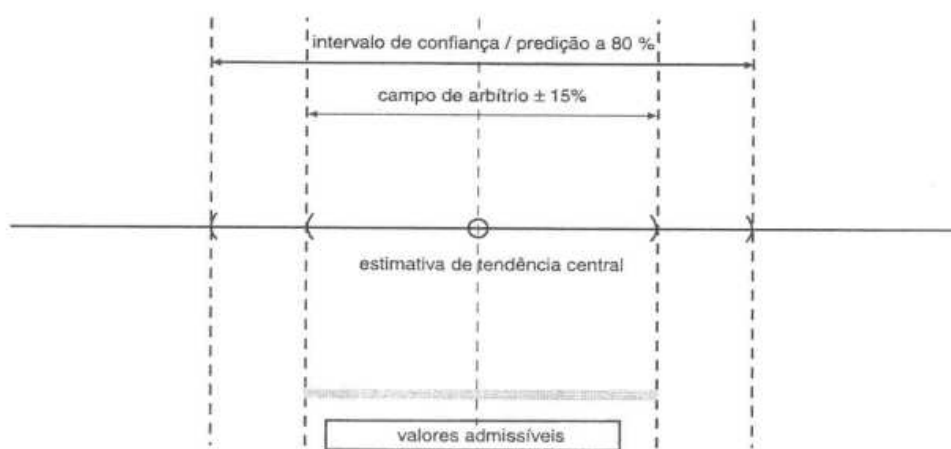 intervalo de confiança / predição a 80 %
campo de arbítrio ± 15%
estimativa de tendência central
valores admissíveis